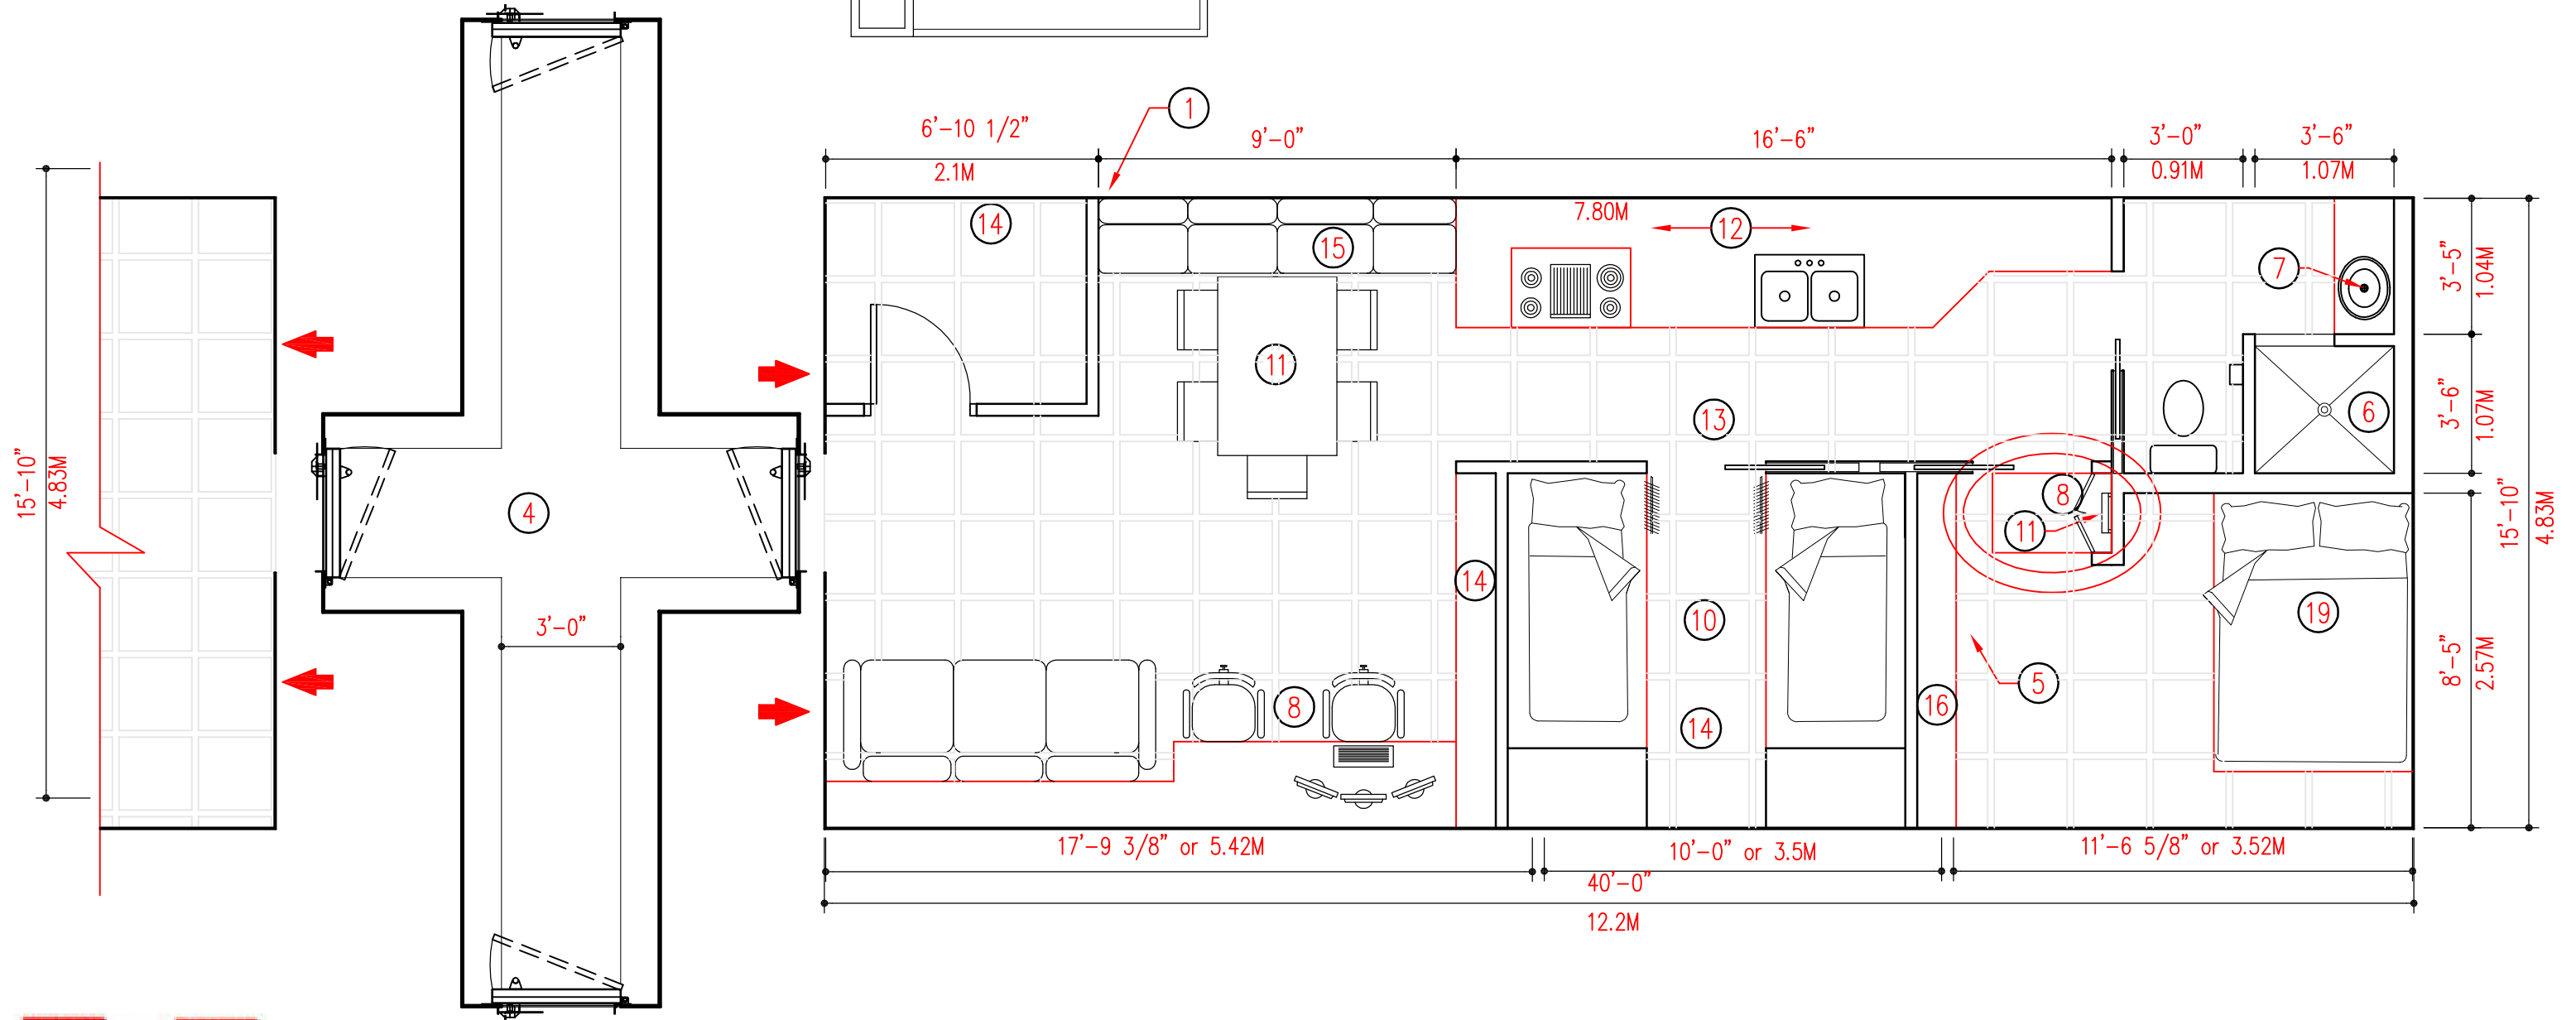 1
6'-10 1/2"
2.1M
9'-0"
16'-6"
3'-0"
0.91M
3'-6"
1.07M
7.80M
14
15
12
7
3'-5"
1.04M
11
13
6
3'-6"
1.07M
15'-10"
4.83M
4
8
11
14
10
19
15'-10"
4.83M
3'-0"
8
14
16
5
8'-5"
2.57M
17'-9 3/8" or 5.42M
10'-0" or 3.5M
11'-6 5/8" or 3.52M
40'-0"
12.2M